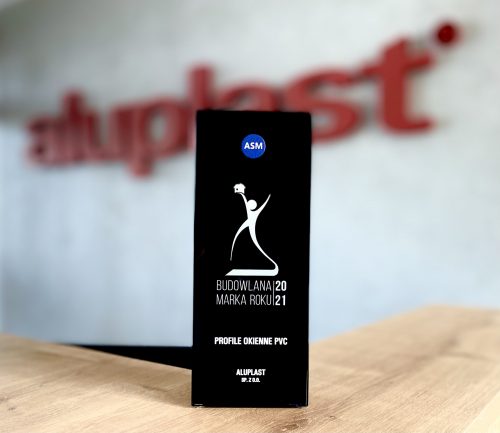 aluplast
ASM
BUDOWLANA 20
MARKA ROKU 21
PROFILE OKIENNE PVC
ALUPLAST
SP. Z O.O.